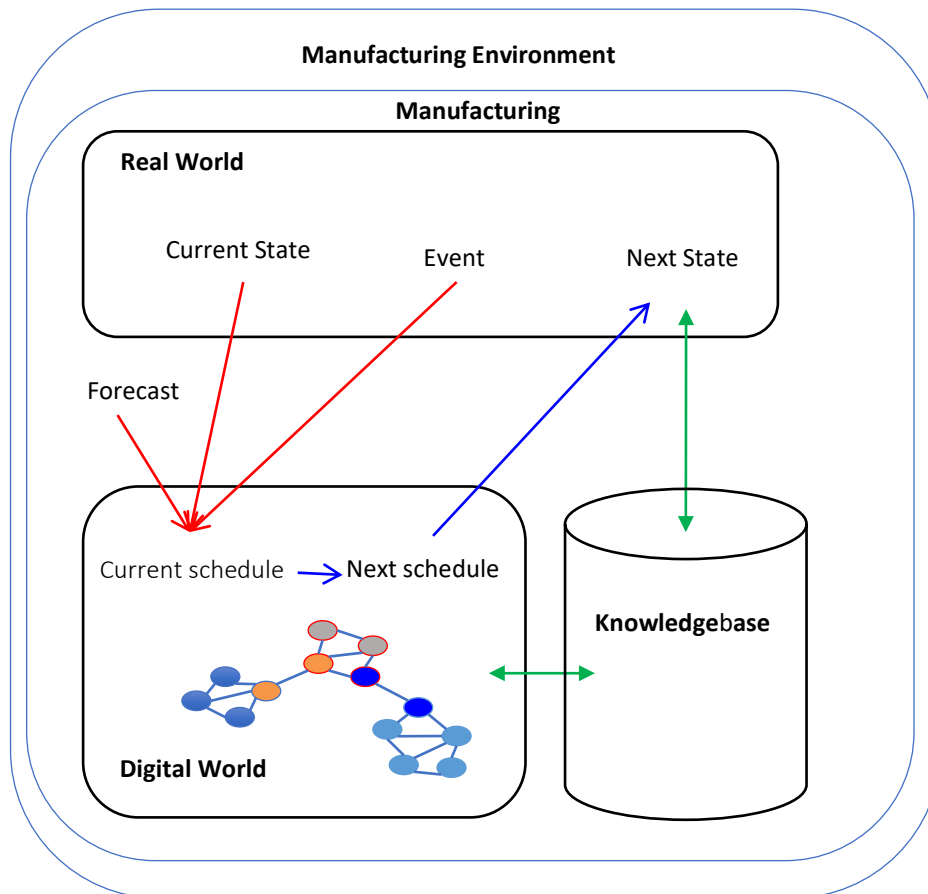 Manufacturing Environment
Manufacturing
Real World
Current State
Event
Next State
Forecast
Current schedule
Next schedule
Knowledgebase
Digital World